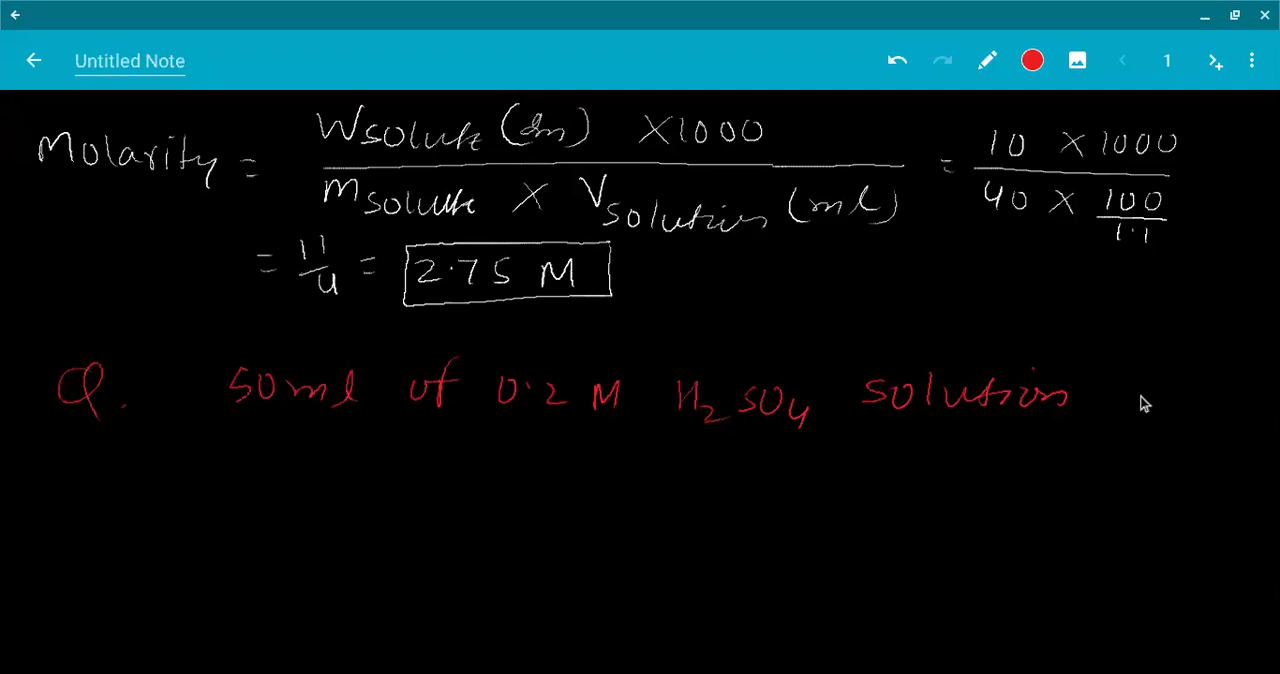 Untitled Note
1
Molarity = Wsolute (gm) X1000 / Msolute X Vsolution (ml) = 10 X 1000 / 40 X 100/1.1
= 11/4 = 2.75 M
Q. 50ml of 0.2 M H₂SO₄ solution